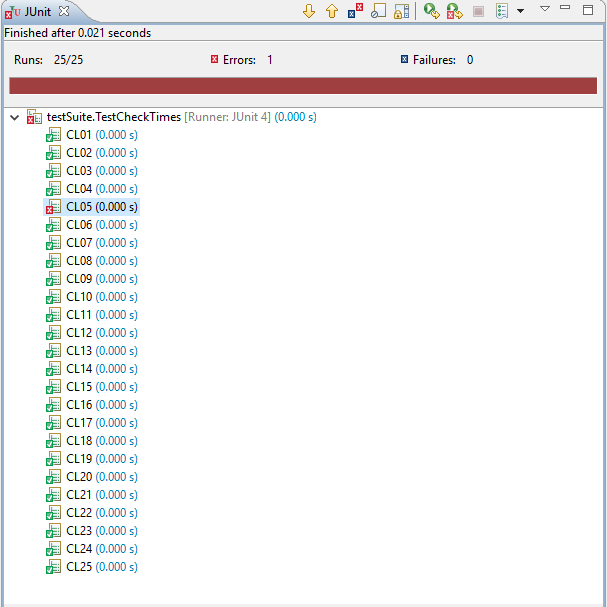 JUnit
Finished after 0.021 seconds
Runs: 25/25 Errors: 1 Failures: 0
testSuite.TestCheckTimes [Runner: JUnit 4] (0.000 s)
CL01 (0.000 s)
CL02 (0.000 s)
CL03 (0.000 s)
CL04 (0.000 s)
CL05 (0.000 s)
CL06 (0.000 s)
CL07 (0.000 s)
CL08 (0.000 s)
CL09 (0.000 s)
CL10 (0.000 s)
CL11 (0.000 s)
CL12 (0.000 s)
CL13 (0.000 s)
CL14 (0.000 s)
CL15 (0.000 s)
CL16 (0.000 s)
CL17 (0.000 s)
CL18 (0.000 s)
CL19 (0.000 s)
CL20 (0.000 s)
CL21 (0.000 s)
CL22 (0.000 s)
CL23 (0.000 s)
CL24 (0.000 s)
CL25 (0.000 s)